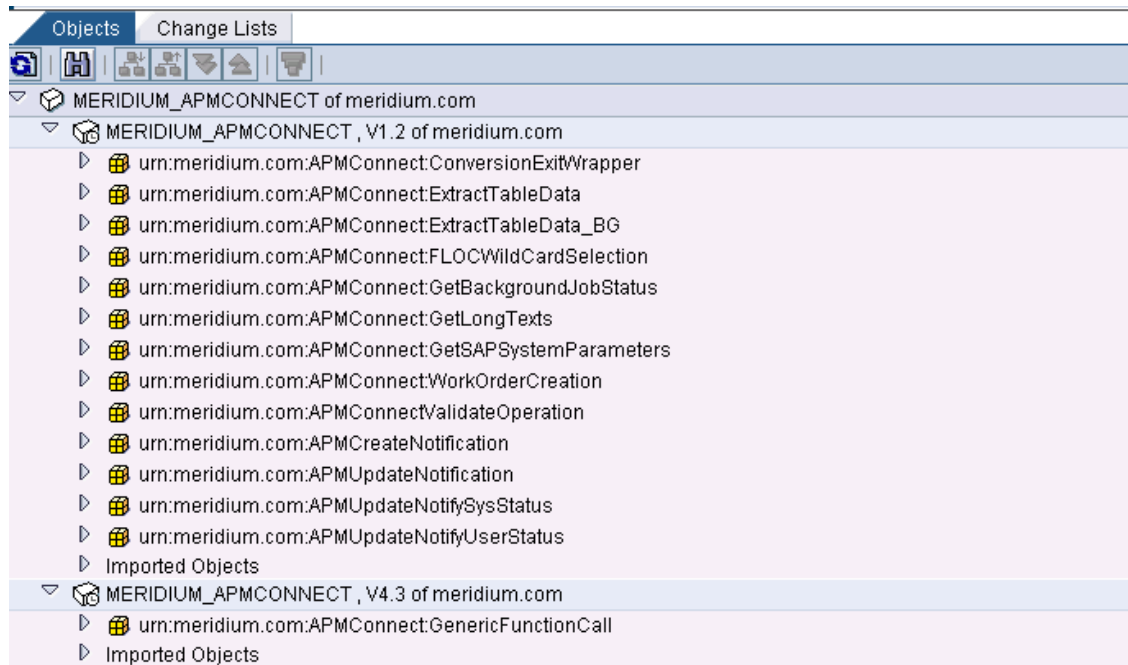 Objects Change Lists
MERIDIUM_APMCONNECT of meridium.com
MERIDIUM_APMCONNECT , V1.2 of meridium.com
urn:meridium.com:APMConnect:ConversionExitWrapper
urn:meridium.com:APMConnect:ExtractTableData
urn:meridium.com:APMConnect:ExtractTableData_BG
urn:meridium.com:APMConnect:FLOCWildCardSelection
urn:meridium.com:APMConnect:GetBackgroundJobStatus
urn:meridium.com:APMConnect:GetLongTexts
urn:meridium.com:APMConnect:GetSAPSystemParameters
urn:meridium.com:APMConnect:WorkOrderCreation
urn:meridium.com:APMConnectValidateOperation
urn:meridium.com:APMCreateNotification
urn:meridium.com:APMUpdateNotification
urn:meridium.com:APMUpdateNotifySysStatus
urn:meridium.com:APMUpdateNotifyUserStatus
Imported Objects
MERIDIUM_APMCONNECT , V4.3 of meridium.com
urn:meridium.com:APMConnect:GenericFunctionCall
Imported Objects